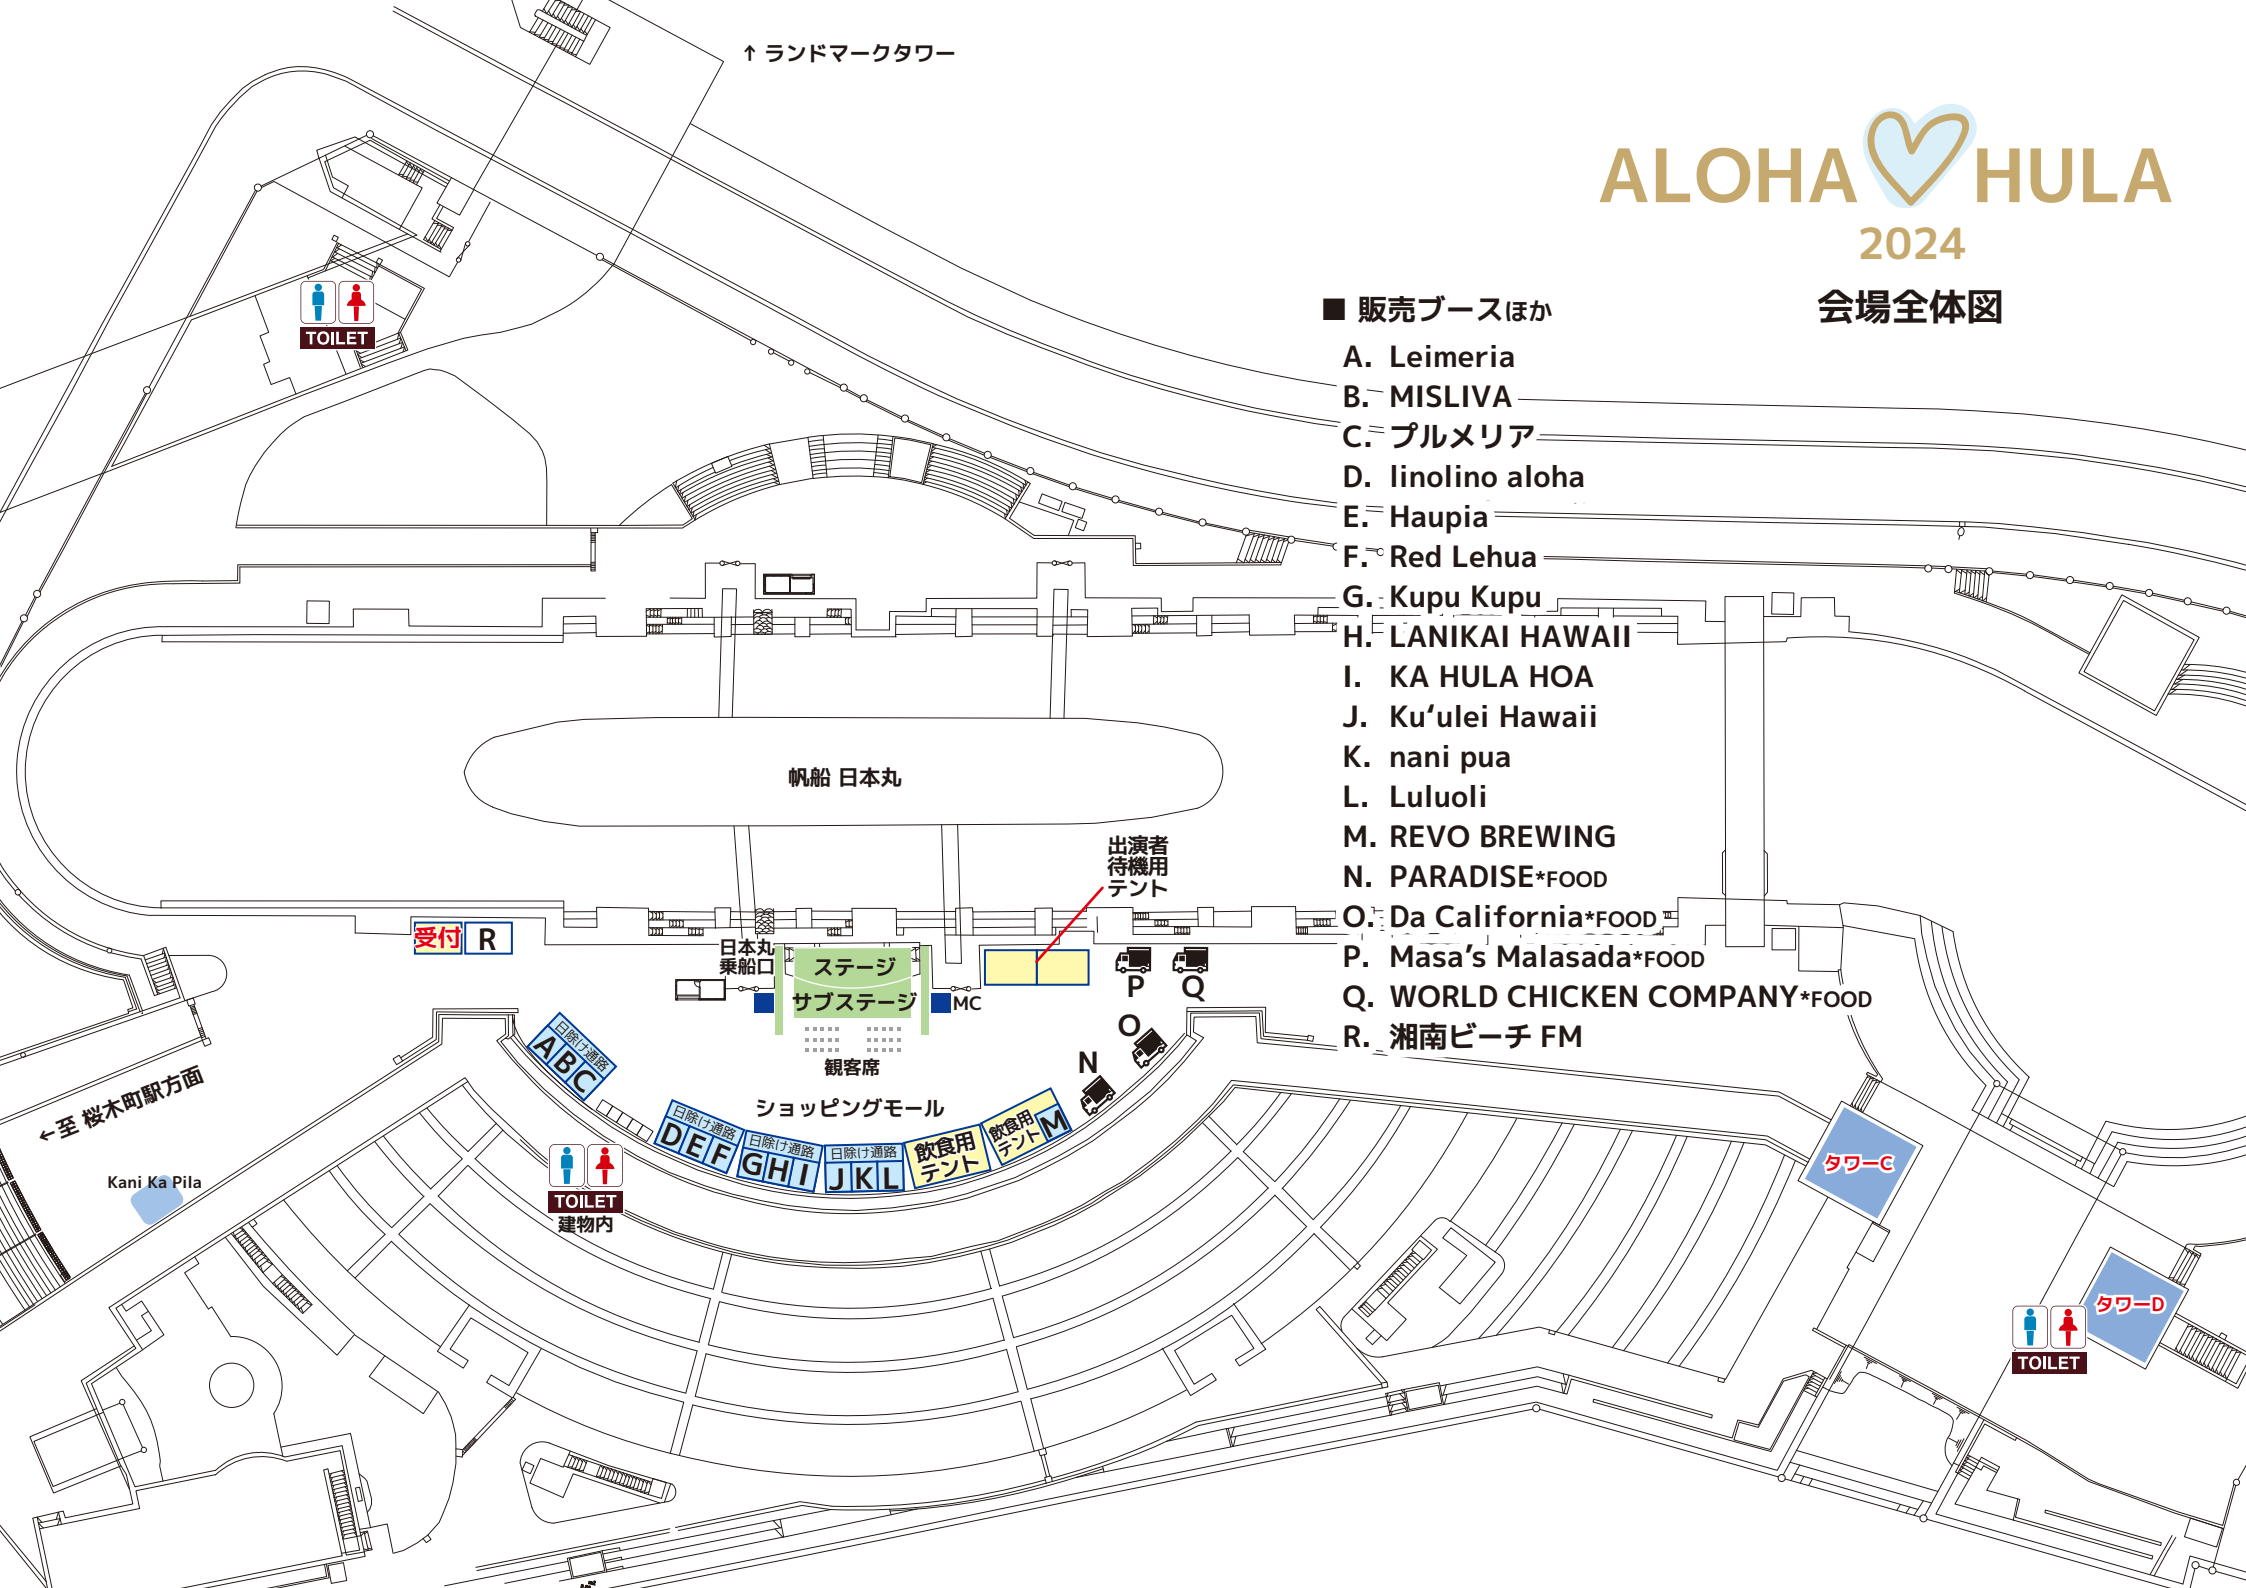 ↑ ランドマークタワー
ALOHA HULA
2024
会場全体図
■ 販売ブースほか
A. Leimeria
B. MISLIVA
C. プルメリア
D. linolino aloha
E. Haupia
F. Red Lehua
G. Kupu Kupu
H. LANIKAI HAWAII
I. KA HULA HOA
J. Ku‘ulei Hawaii
K. nani pua
L. Luluoli
M. REVO BREWING
N. PARADISE*FOOD
O. Da California*FOOD
P. Masa’s Malasada*FOOD
Q. WORLD CHICKEN COMPANY*FOOD
R. 湘南ビーチ FM
TOILET
帆船 日本丸
出演者
待機用
テント
受付
R
日本丸
乗船口
ステージ
サブステージ
MC
P
Q
O
N
観客席
ショッピングモール
日除け通路
A B C
日除け通路
D E F
日除け通路
G H I
日除け通路
J K L
飲食用
テント
飲食用
テント
M
←至 桜木町駅方面
Kani Ka Pila
TOILET
建物内
タワーC
タワーD
TOILET